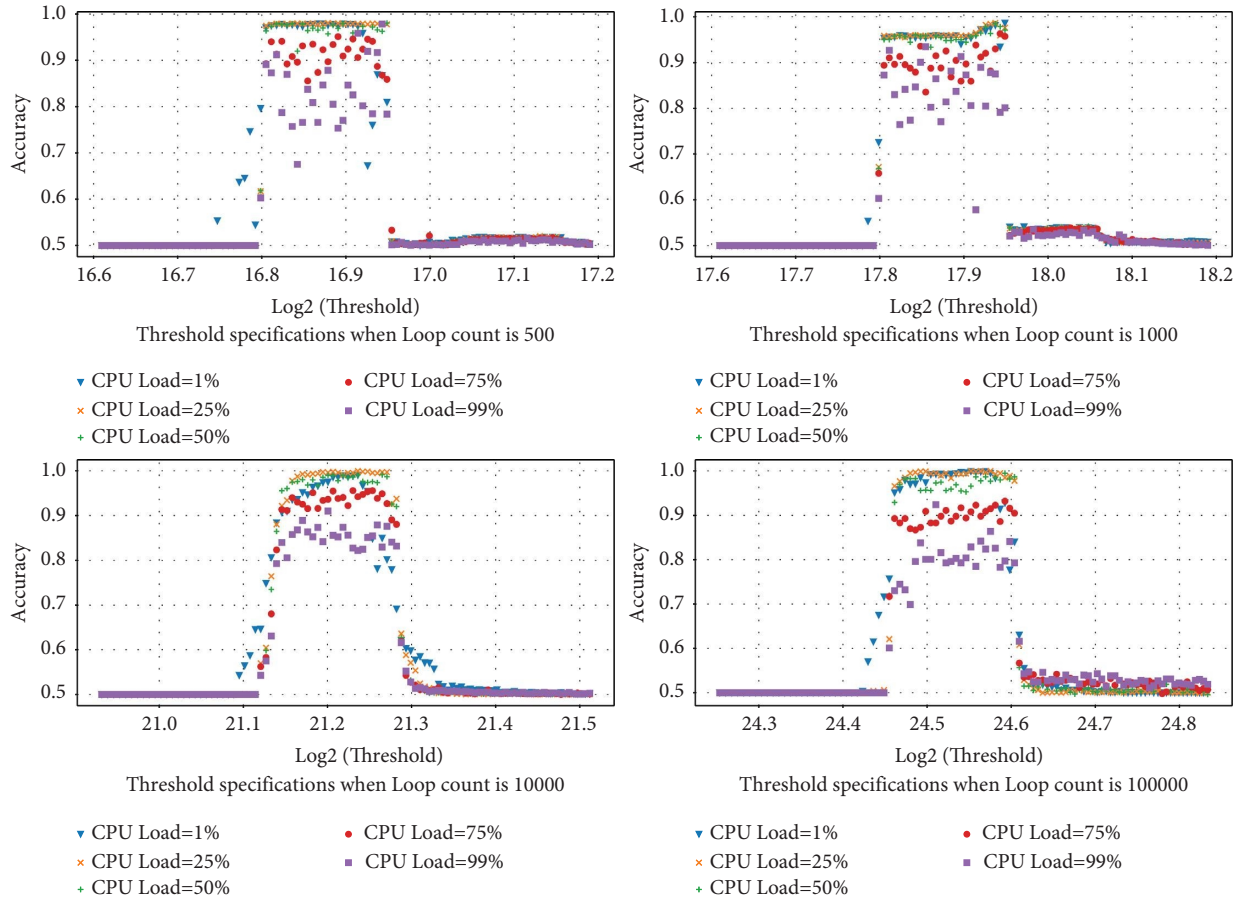 1.0
0.9
0.8
0.7
0.6
0.5
Accuracy
16.6 16.7 16.8 16.9 17.0 17.1 17.2
Log2 (Threshold)
Threshold specifications when Loop count is 500
CPU Load=1%
CPU Load=75%
CPU Load=25%
CPU Load=99%
CPU Load=50%
1.0
0.9
0.8
0.7
0.6
0.5
Accuracy
17.6 17.7 17.8 17.9 18.0 18.1 18.2
Log2 (Threshold)
Threshold specifications when Loop count is 1000
CPU Load=1%
CPU Load=75%
CPU Load=25%
CPU Load=99%
CPU Load=50%
1.0
0.9
0.8
0.7
0.6
0.5
Accuracy
21.0 21.1 21.2 21.3 21.4 21.5
Log2 (Threshold)
Threshold specifications when Loop count is 10000
CPU Load=1%
CPU Load=75%
CPU Load=25%
CPU Load=99%
CPU Load=50%
1.0
0.9
0.8
0.7
0.6
0.5
Accuracy
24.3 24.4 24.5 24.6 24.7 24.8
Log2 (Threshold)
Threshold specifications when Loop count is 100000
CPU Load=1%
CPU Load=75%
CPU Load=25%
CPU Load=99%
CPU Load=50%